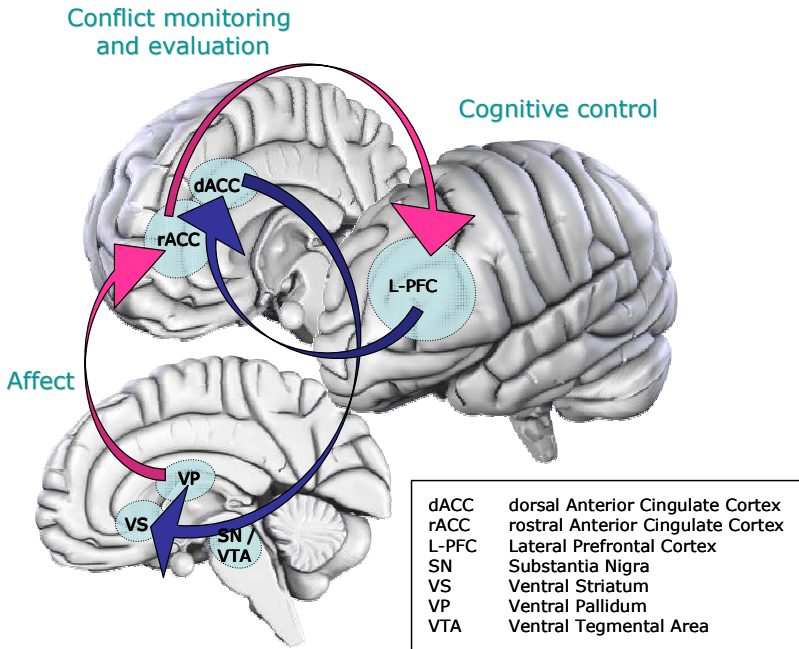 Conflict monitoring
and evaluation
Cognitive control
dACC
rACC
L-PFC
Affect
VP
VS
SN /
VTA
dACC dorsal Anterior Cingulate Cortex
rACC rostral Anterior Cingulate Cortex
L-PFC Lateral Prefrontal Cortex
SN Substantia Nigra
VS Ventral Striatum
VP Ventral Pallidum
VTA Ventral Tegmental Area